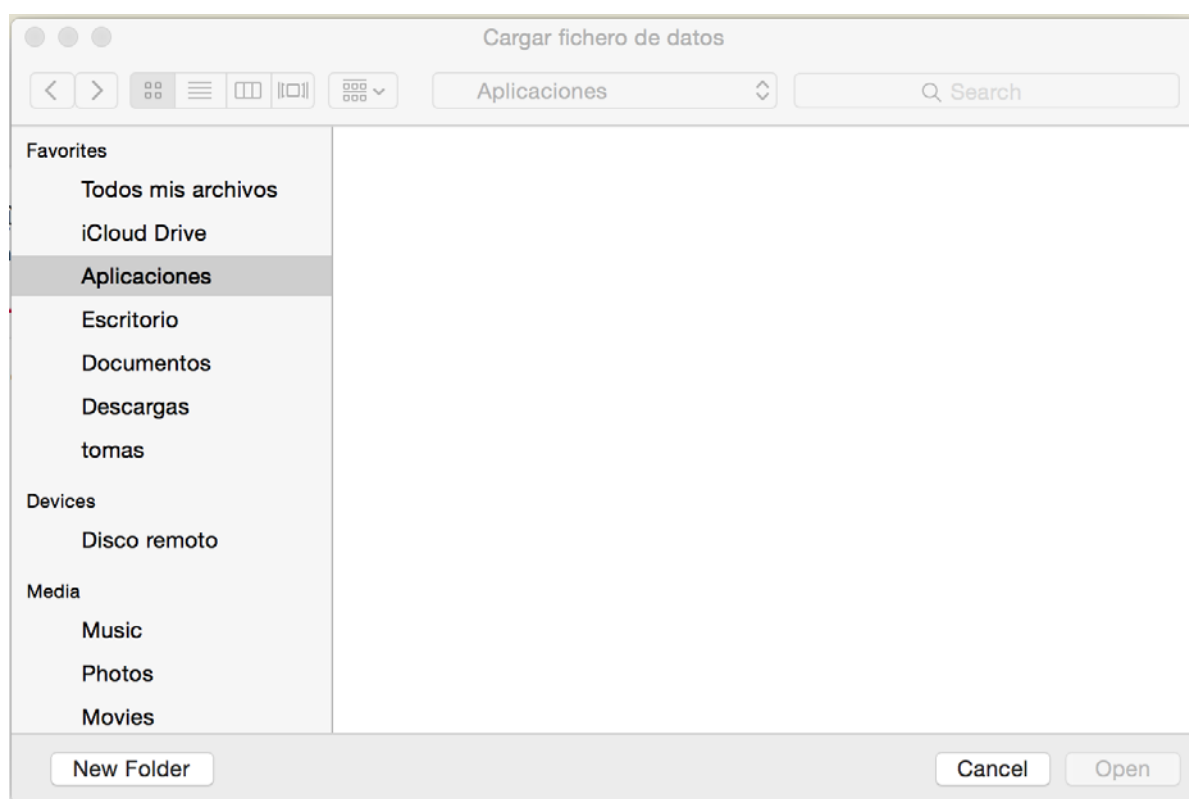 Cargar fichero de datos
Aplicaciones
Search
Favorites
Todos mis archivos
iCloud Drive
Aplicaciones
Escritorio
Documentos
Descargas
tomas
Devices
Disco remoto
Media
Music
Photos
Movies
New Folder
Cancel
Open